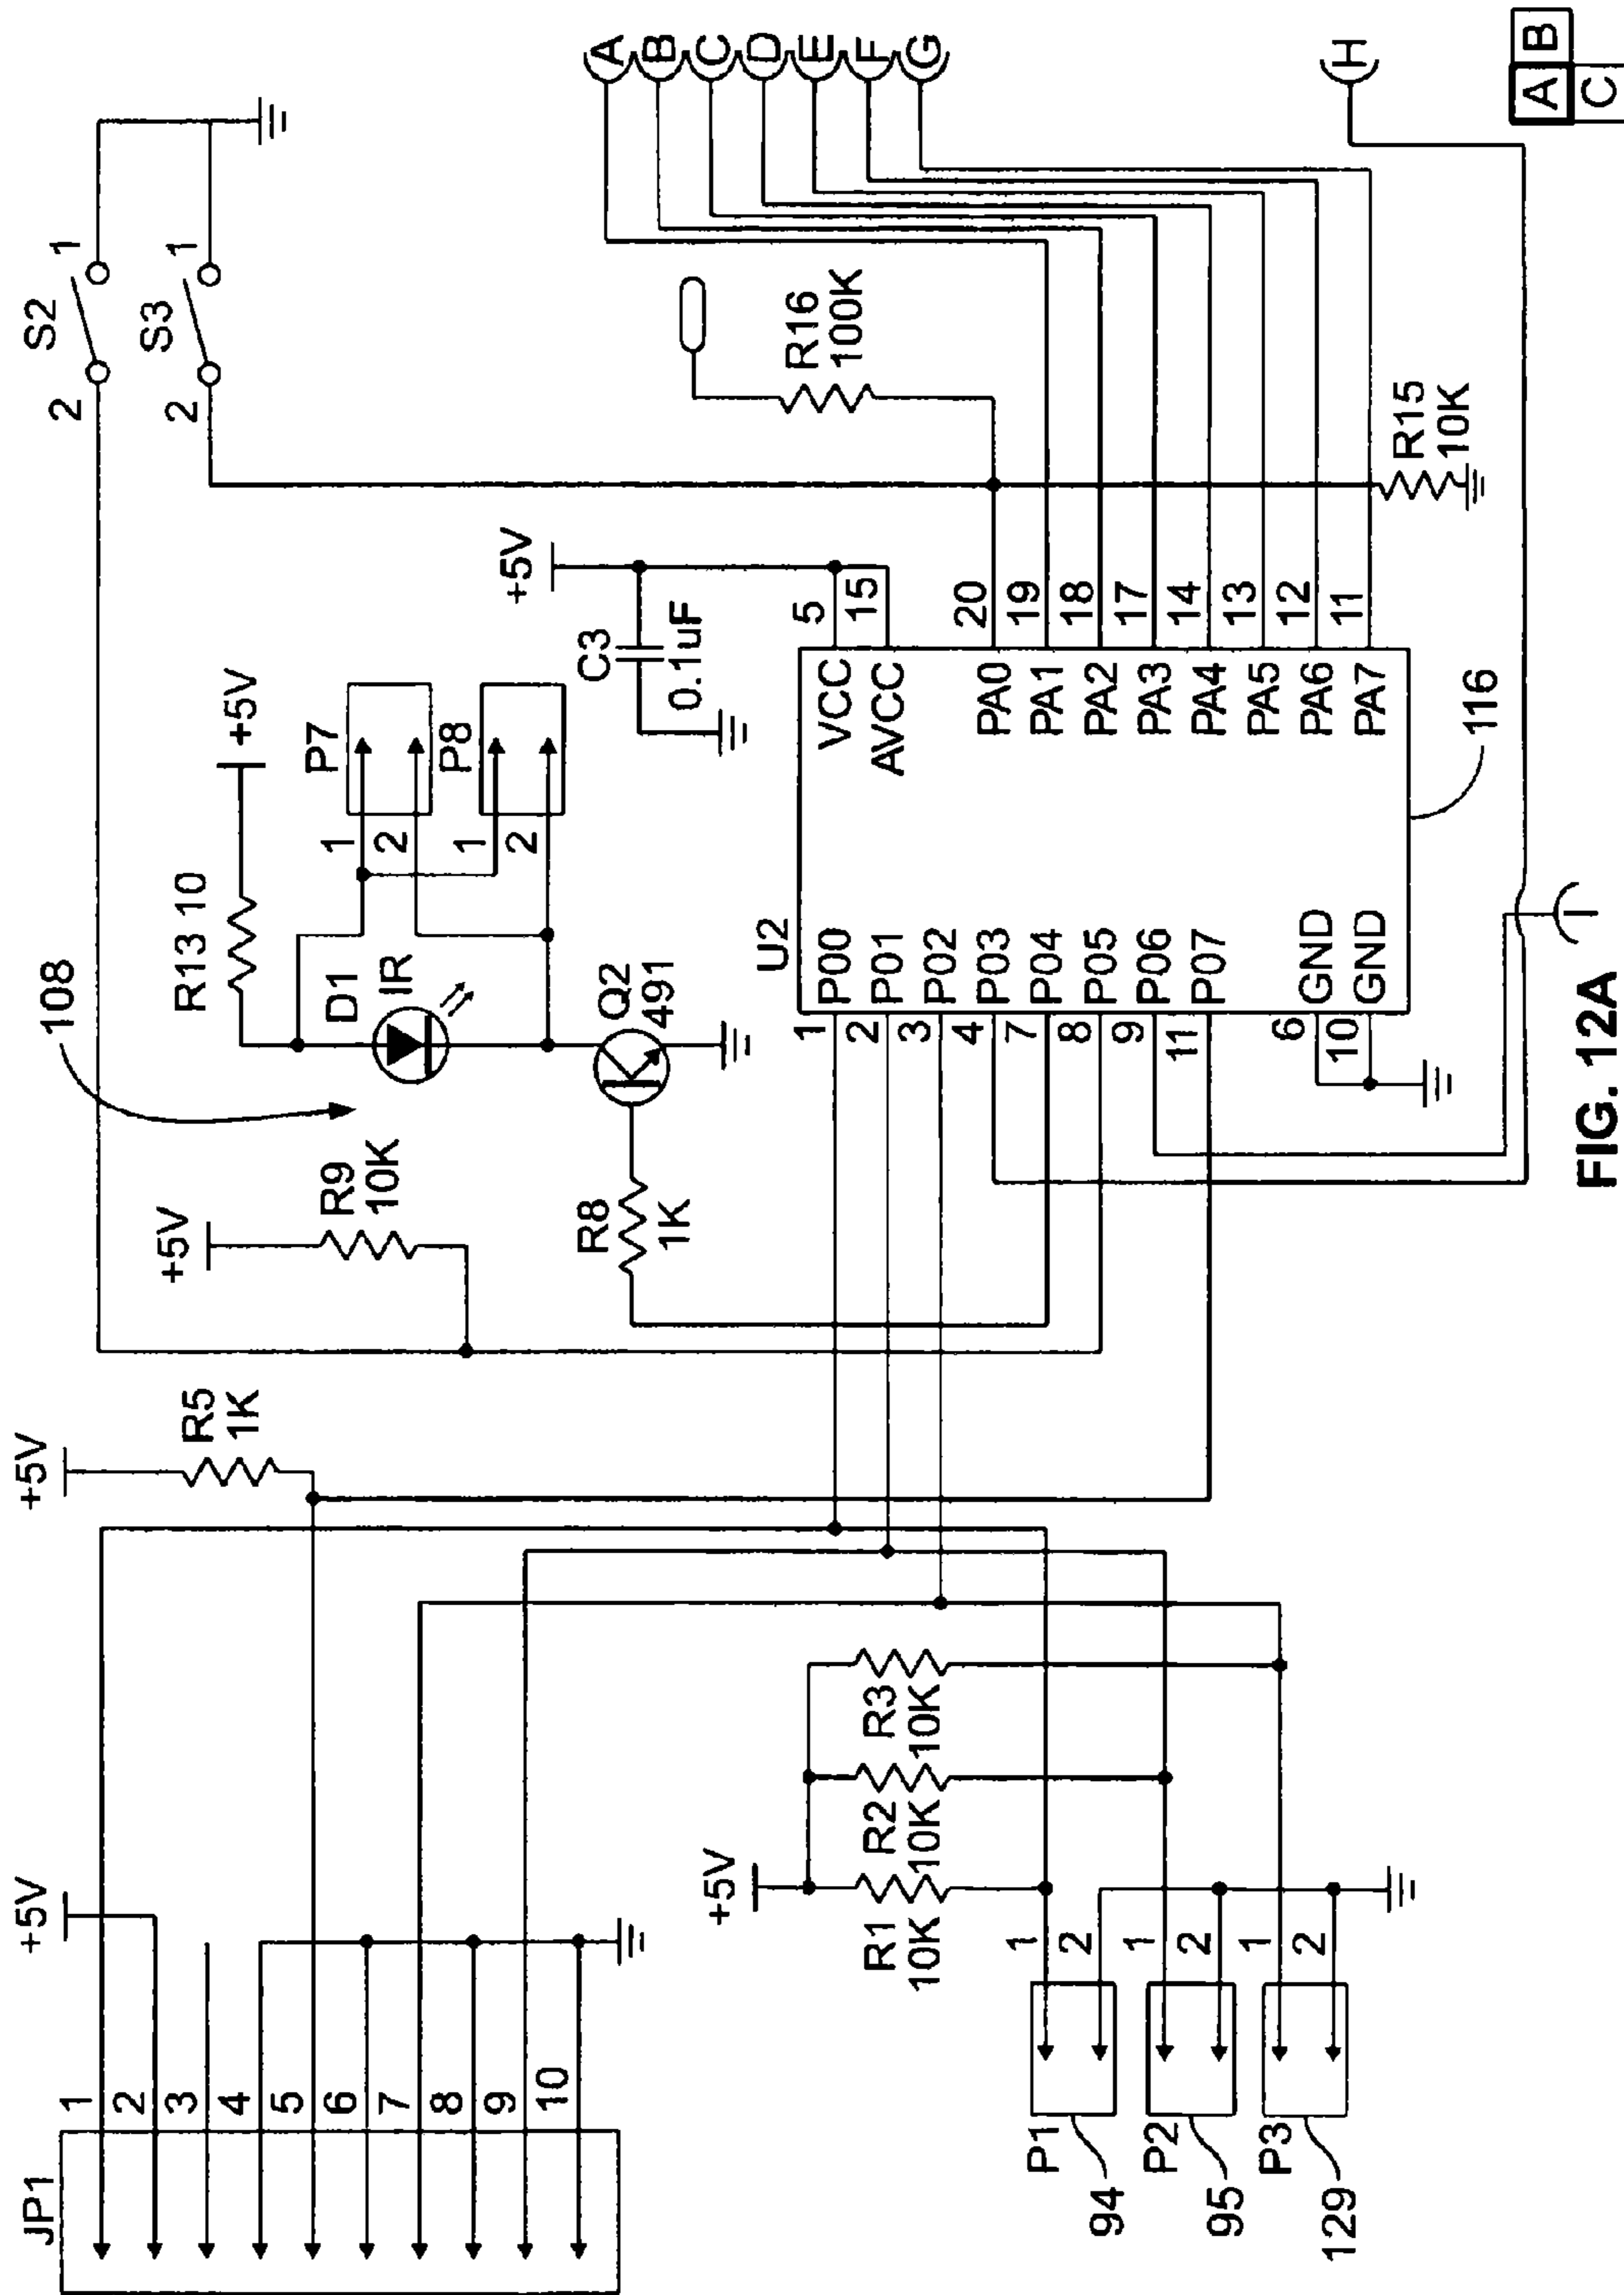 JP1
1
2
3
4
5
6
7
8
9
10
+5V
+5V
R5
1K
+5V
R9
10K
108
R13 10
+5V
D1
IR
P7
1
2
P8
1
2
R8
1K
Q2
491
S2
2
1
S3
2
1
+5V
C3
0.1uF
R16
100K
A
B
C
D
E
F
G
H
I
+5V
R1
10K
R2
10K
R3
10K
P1
1
2
94
P2
1
2
95
P3
1
2
129
U2
1
2
3
4
7
8
9
11
6
10
P00
P01
P02
P03
P04
P05
P06
P07
GND
GND
VCC
AVCC
PA0
PA1
PA2
PA3
PA4
PA5
PA6
PA7
5
15
20
19
18
17
14
13
12
11
116
R15
10K
A B
C
FIG. 12A